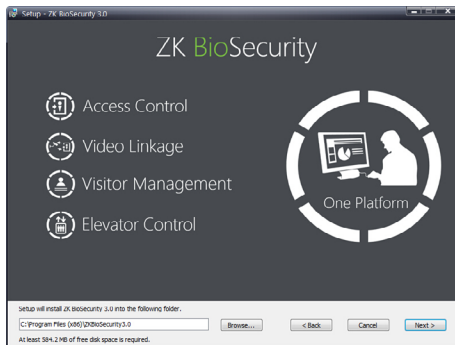 Setup - ZK BioSecurity 3.0
ZK BioSecurity
Access Control
Video Linkage
Visitor Management
Elevator Control
One Platform
Setup will install ZK BioSecurity 3.0 into the following folder.
C:\Program Files (x86)\ZKBioSecurity3.0
Browse...
< Back
Cancel
Next >
At least 584.2 MB of free disk space is required.